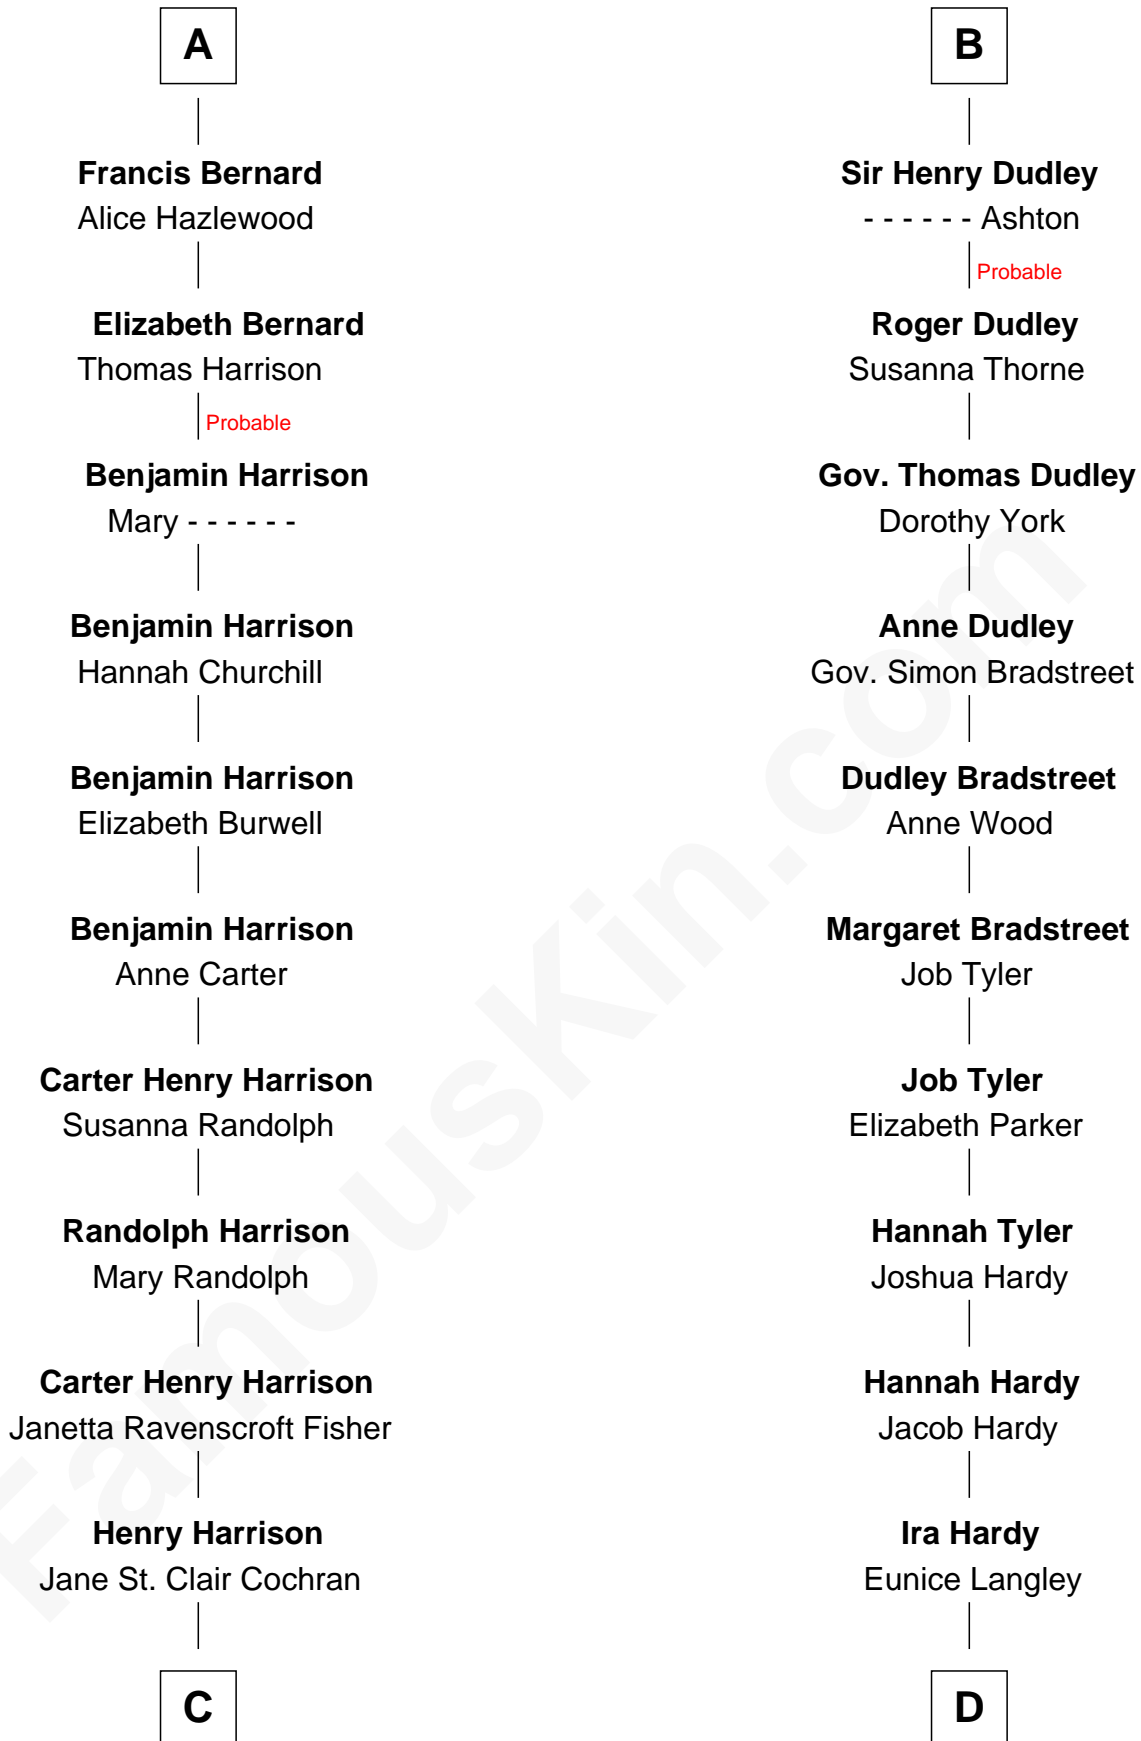 A
Francis Bernard
Alice Hazlewood
Elizabeth Bernard
Thomas Harrison
Probable
Benjamin Harrison
Mary - - - - - -
Benjamin Harrison
Hannah Churchill
Benjamin Harrison
Elizabeth Burwell
Benjamin Harrison
Anne Carter
Carter Henry Harrison
Susanna Randolph
Randolph Harrison
Mary Randolph
Carter Henry Harrison
Janetta Ravenscroft Fisher
Henry Harrison
Jane St. Clair Cochran
C
B
Sir Henry Dudley
- - - - - - Ashton
Probable
Roger Dudley
Susanna Thorne
Gov. Thomas Dudley
Dorothy York
Anne Dudley
Gov. Simon Bradstreet
Dudley Bradstreet
Anne Wood
Margaret Bradstreet
Job Tyler
Job Tyler
Elizabeth Parker
Hannah Tyler
Joshua Hardy
Hannah Hardy
Jacob Hardy
Ira Hardy
Eunice Langley
D
FamousKin.com